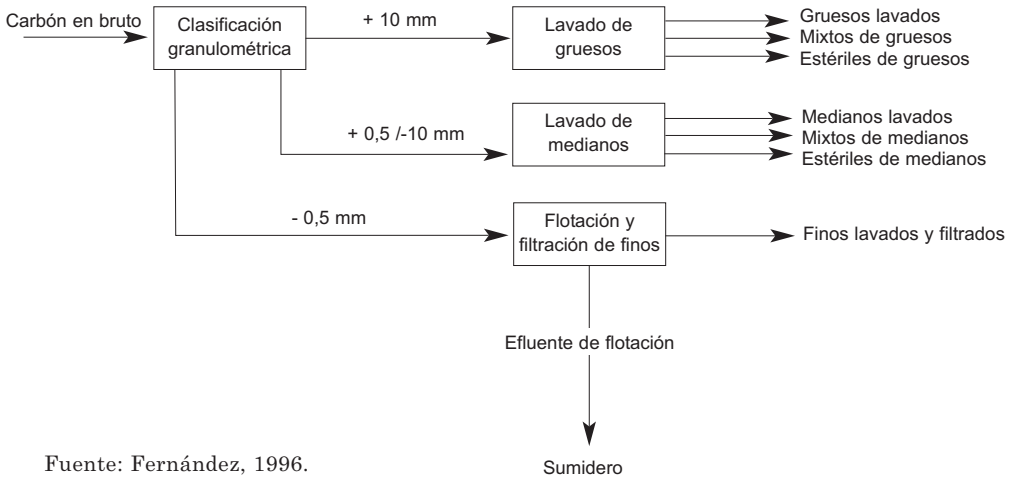 Carbón en bruto
Clasificación
granulométrica
+ 10 mm
Lavado de
gruesos
Gruesos lavados
Mixtos de gruesos
Estériles de gruesos
+ 0,5 /-10 mm
Lavado de
medianos
Medianos lavados
Mixtos de medianos
Estériles de medianos
- 0,5 mm
Flotación y
filtración de finos
Finos lavados y filtrados
Efluente de flotación
Sumidero
Fuente: Fernández, 1996.